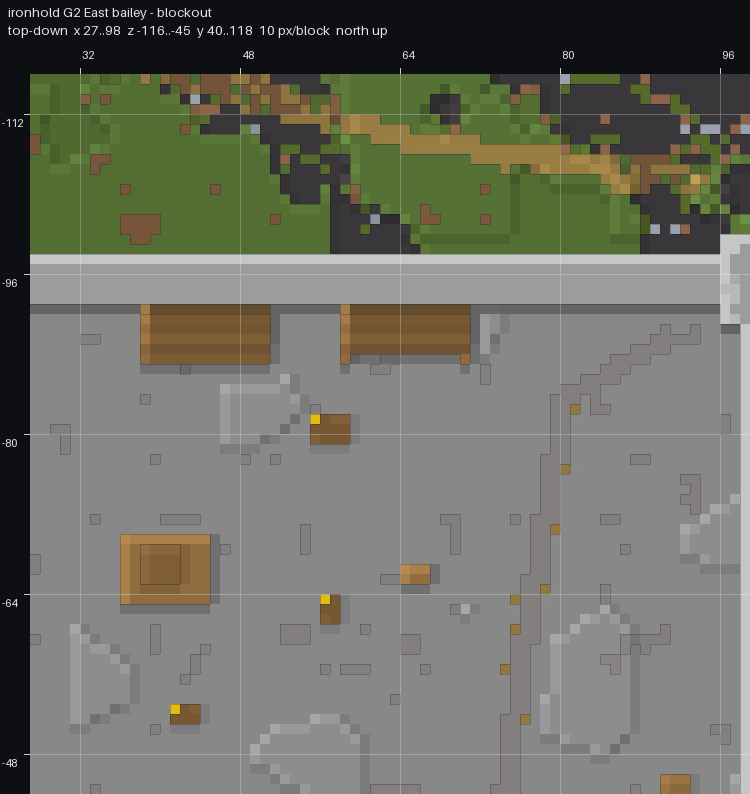 ironhold G2 East bailey - blockout
top-down x 27..98 z -116..-45 y 40..118 10 px/block north up
32 48 64 80 96
-112
-96
-80
-64
-48